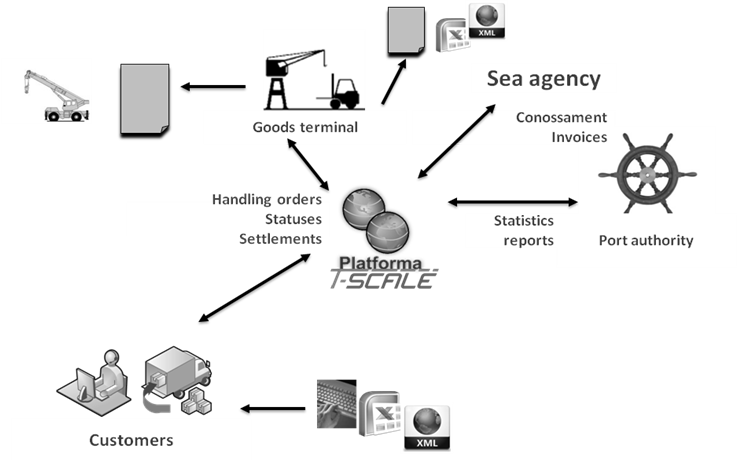 XML
Sea agency
Goods terminal
Conossament
Invoices
Handling orders
Statuses
Settlements
Statistics
reports
Port authority
Platforma
T-SCALE
Customers
XML